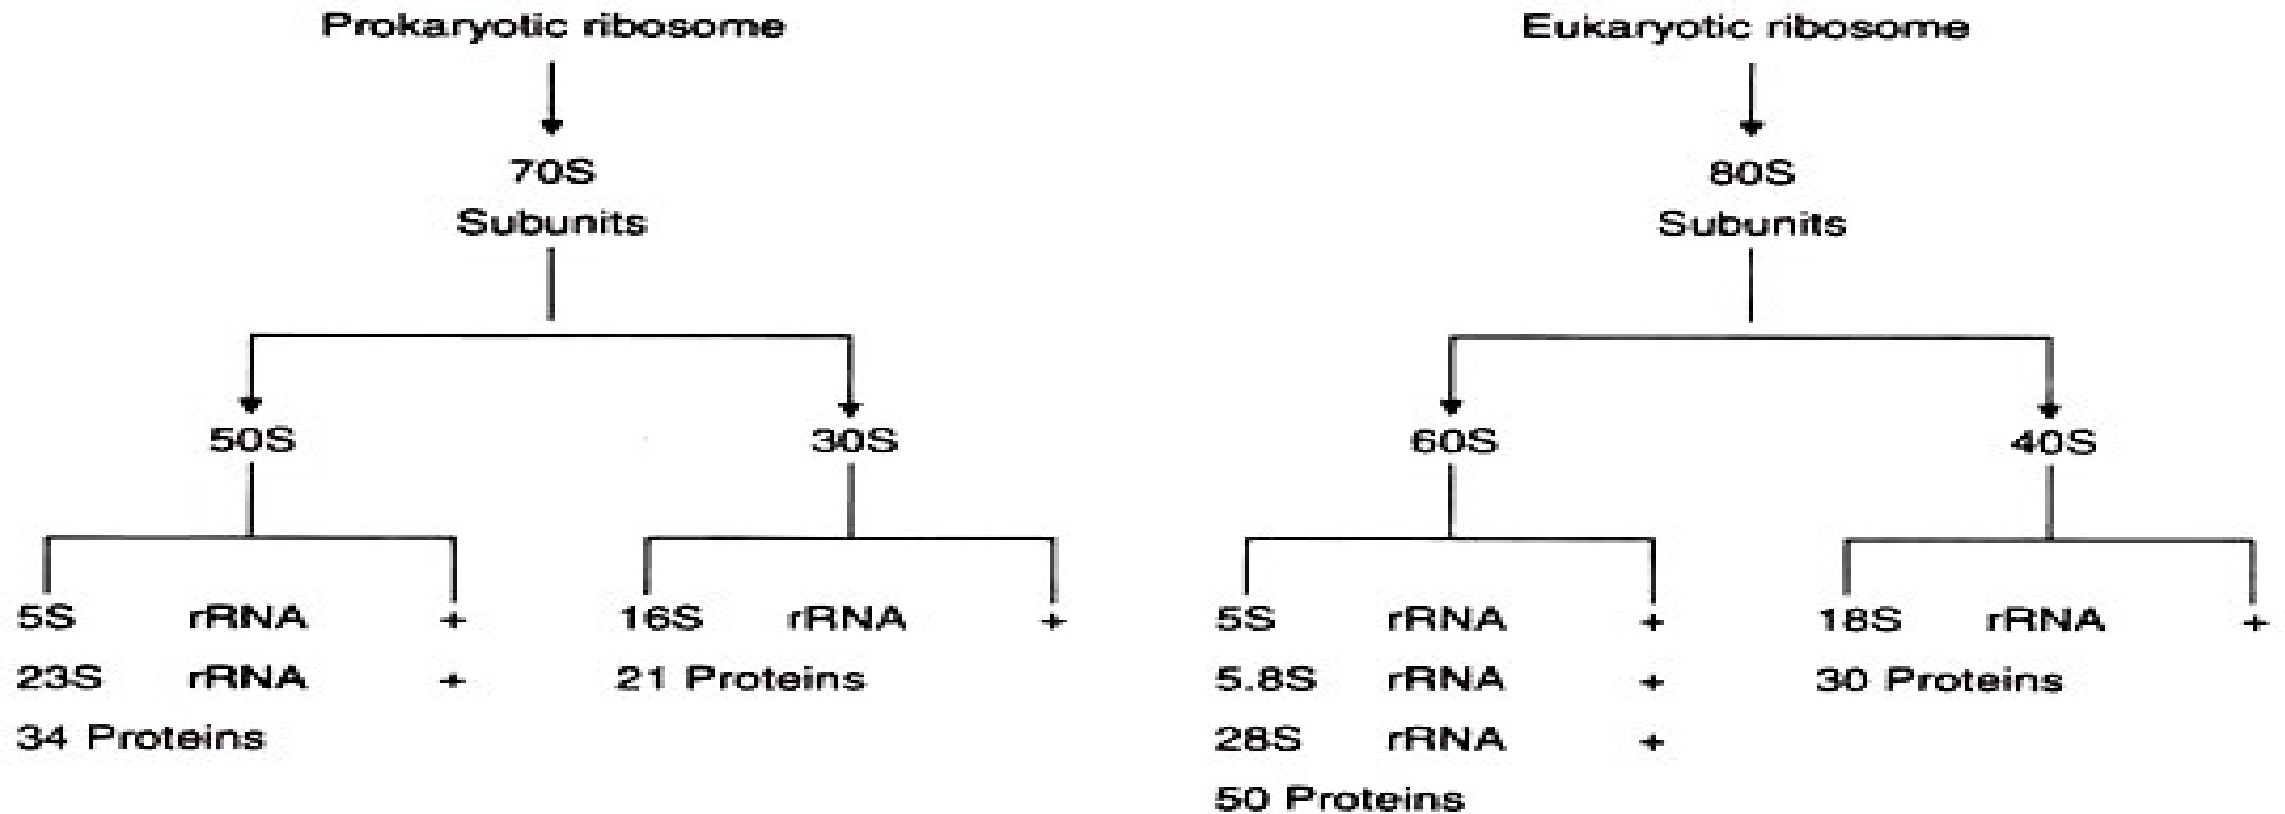 Prokaryotic ribosome
70S
Subunits
50S
30S
5S rRNA +
23S rRNA +
34 Proteins
16S rRNA +
21 Proteins
Eukaryotic ribosome
80S
Subunits
60S
40S
5S rRNA +
5.8S rRNA +
28S rRNA +
50 Proteins
18S rRNA +
30 Proteins